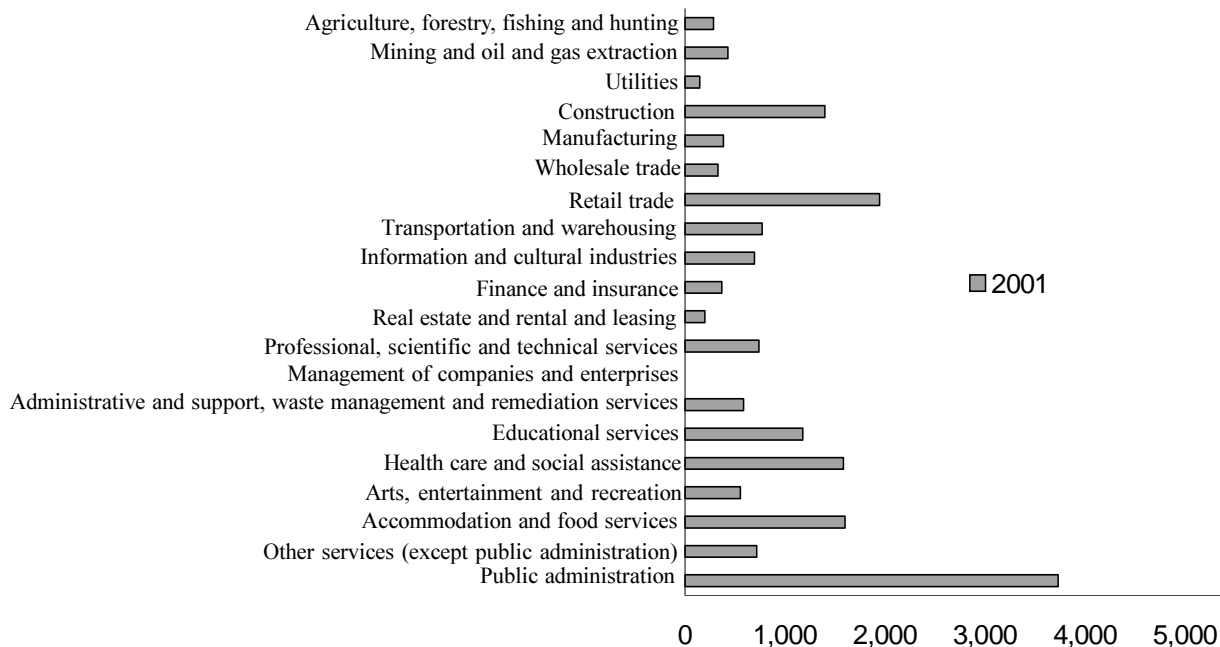 Agriculture, forestry, fishing and hunting
Mining and oil and gas extraction
Utilities
Construction
Manufacturing
Wholesale trade
Retail trade
Transportation and warehousing
Information and cultural industries
Finance and insurance
2001
Real estate and rental and leasing
Professional, scientific and technical services
Management of companies and enterprises
Administrative and support, waste management and remediation services
Educational services
Health care and social assistance
Arts, entertainment and recreation
Accommodation and food services
Other services (except public administration)
Public administration
0 1,000 2,000 3,000 4,000 5,000